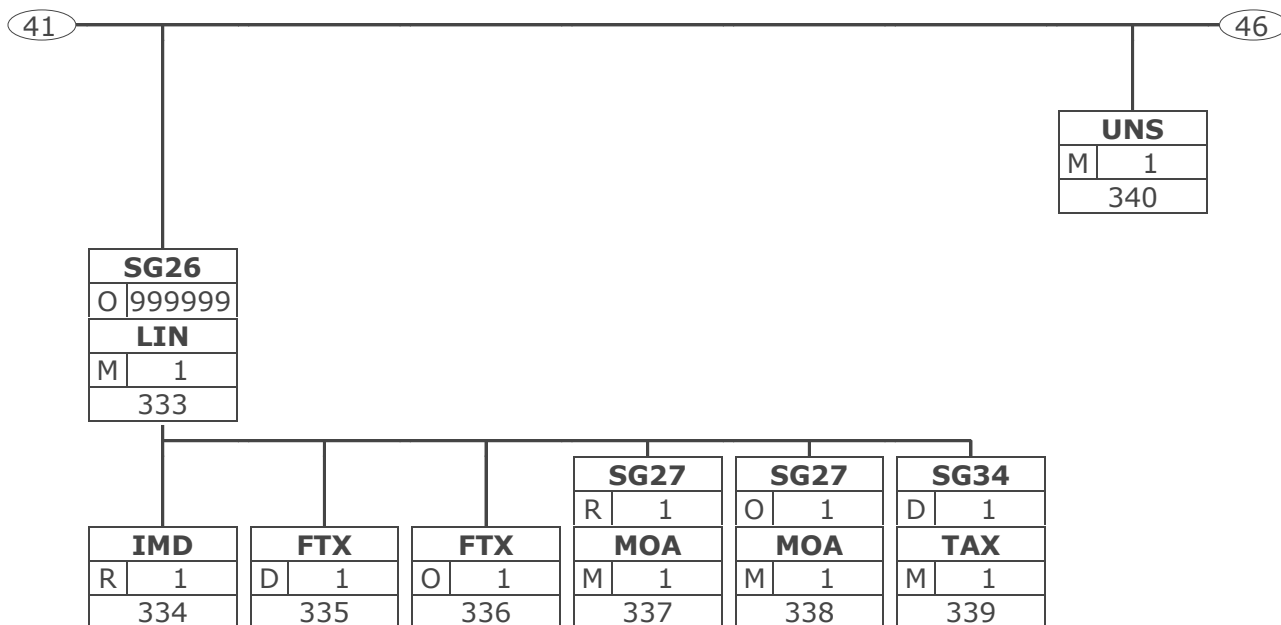 41
46
UNS
M 1
340
SG26
O 999999
LIN
M 1
333
SG27 SG27 SG34
R 1 O 1 D 1
IMD FTX FTX MOA MOA TAX
R 1 D 1 O 1 M 1 M 1 M 1
334 335 336 337 338 339